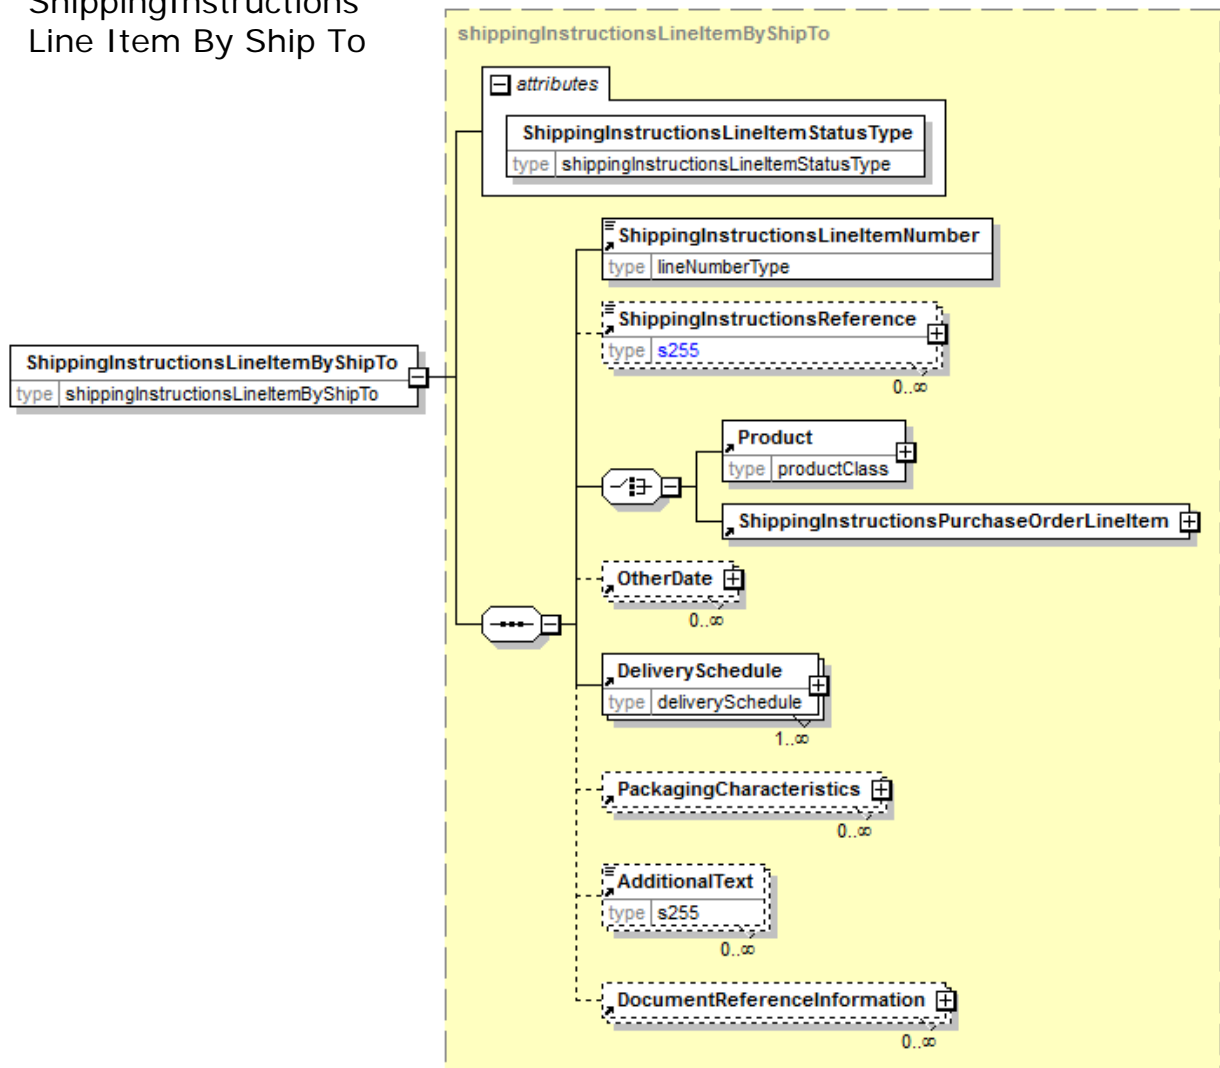 ShippingInstructions
Line Item By Ship To
shippingInstructionsLineItemByShipTo
attributes
ShippingInstructionsLineItemStatusType
type shippingInstructionsLineItemStatusType
ShippingInstructionsLineItemNumber
type lineNumberType
ShippingInstructionsReference
type s255
0..∞
ShippingInstructionsLineItemByShipTo
type shippingInstructionsLineItemByShipTo
Product
type productClass
ShippingInstructionsPurchaseOrderLineItem
OtherDate
0..∞
DeliverySchedule
type deliverySchedule
1..∞
PackagingCharacteristics
0..∞
AdditionalText
type s255
0..∞
DocumentReferenceInformation
0..∞